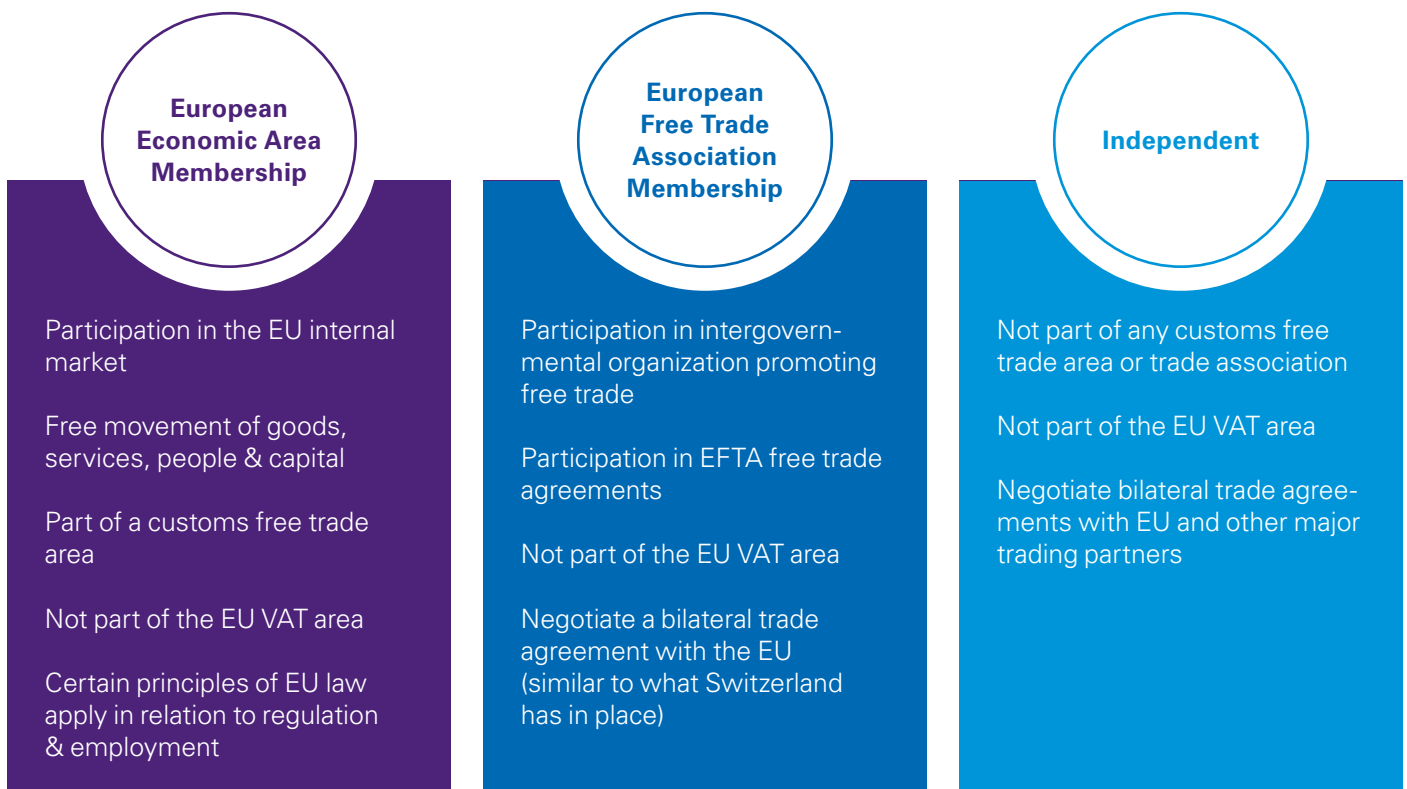 European
Economic Area
Membership
Participation in the EU internal
market
Free movement of goods,
services, people & capital
Part of a customs free trade
area
Not part of the EU VAT area
Certain principles of EU law
apply in relation to regulation
& employment
European
Free Trade
Association
Membership
Participation in intergovern-
mental organization promoting
free trade
Participation in EFTA free trade
agreements
Not part of the EU VAT area
Negotiate a bilateral trade
agreement with the EU
(similar to what Switzerland
has in place)
Independent
Not part of any customs free
trade area or trade association
Not part of the EU VAT area
Negotiate bilateral trade agree-
ments with EU and other major
trading partners